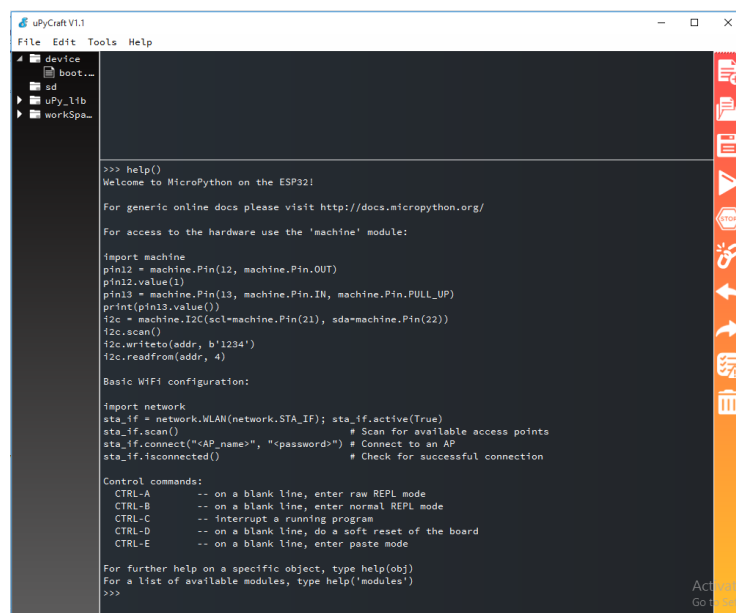 uPyCraft V1.1
File Edit Tools Help
device
boot....
sd
uPy_lib
workSpa...
>>> help()
Welcome to MicroPython on the ESP32!
For generic online docs please visit http://docs.micropython.org/
For access to the hardware use the 'machine' module:
import machine
pin12 = machine.Pin(12, machine.Pin.OUT)
pin12.value(1)
pin13 = machine.Pin(13, machine.Pin.IN, machine.Pin.PULL_UP)
print(pin13.value())
i2c = machine.I2C(scl=machine.Pin(21), sda=machine.Pin(22))
i2c.scan()
i2c.writeto(addr, b'1234')
i2c.readfrom(addr, 4)
Basic WiFi configuration:
import network
sta_if = network.WLAN(network.STA_IF); sta_if.active(True)
sta_if.scan() # Scan for available access points
sta_if.connect("<AP_name>", "<password>") # Connect to an AP
sta_if.isconnected() # Check for successful connection
Control commands:
CTRL-A -- on a blank line, enter raw REPL mode
CTRL-B -- on a blank line, enter normal REPL mode
CTRL-C -- interrupt a running program
CTRL-D -- on a blank line, do a soft reset of the board
CTRL-E -- on a blank line, enter paste mode
For further help on a specific object, type help(obj)
For a list of available modules, type help('modules')
>>>
STOP
Activat
Go to Set